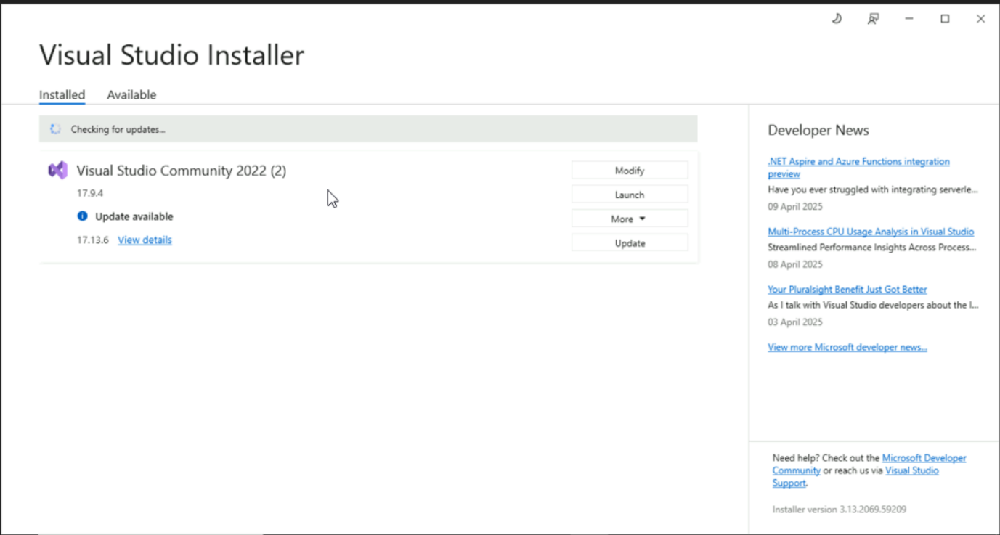 Visual Studio Installer
Installed Available
Checking for updates...
Visual Studio Community 2022 (2)
17.9.4
Update available
17.13.6 View details
Modify
Launch
More
Update
Developer News
.NET Aspire and Azure Functions integration
preview
Have you ever struggled with integrating serverle...
09 April 2025
Multi-Process CPU Usage Analysis in Visual Studio
Streamlined Performance Insights Across Process...
08 April 2025
Your Pluralsight Benefit Just Got Better
As I talk with Visual Studio developers about the l...
03 April 2025
View more Microsoft developer news...
Need help? Check out the Microsoft Developer
Community or reach us via Visual Studio
Support.
Installer version 3.13.2069.59209